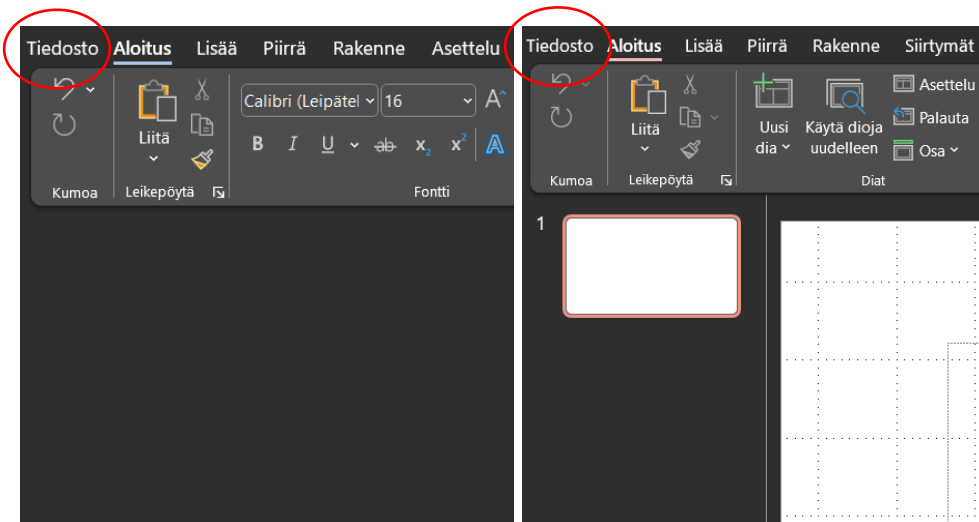 Tiedosto Aloitus Lisää Piirrä Rakenne Asettelu
Liitä
Calibri (Leipätel 16 A^
B I U ab x₂ x² A
Kumoa Leikepöytä Fontti
Tiedosto Aloitus Lisää Piirrä Rakenne Siirtymät
Liitä
Uusi
dia
Käytä dioja
uudelleen
Asettelu
Palauta
Osa
Kumoa Leikepöytä Diat
1